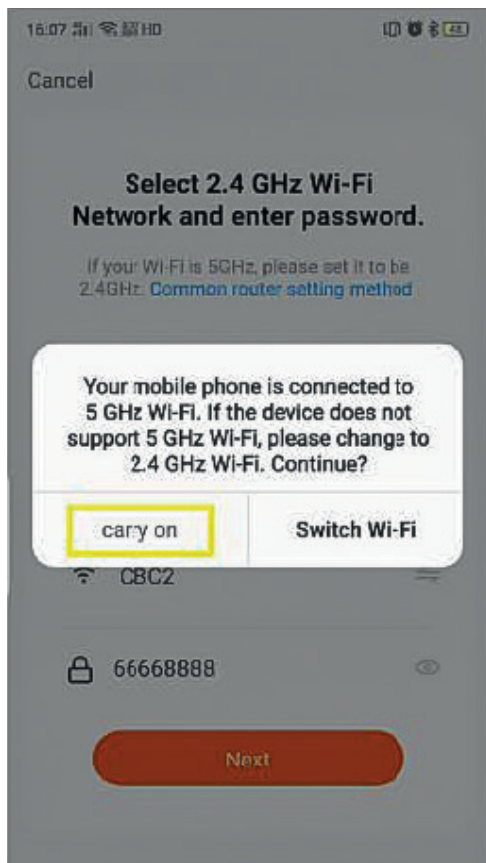 16:07 HD
Cancel
Select 2.4 GHz Wi-Fi
Network and enter password.
If your Wi-Fi is 5GHz, please set it to be
2.4GHz. Common router setting method
Your mobile phone is connected to
5 GHz Wi-Fi. If the device does not
support 5 GHz Wi-Fi, please change to
2.4 GHz Wi-Fi. Continue?
carry on Switch Wi-Fi
CBC2
66668888
Next